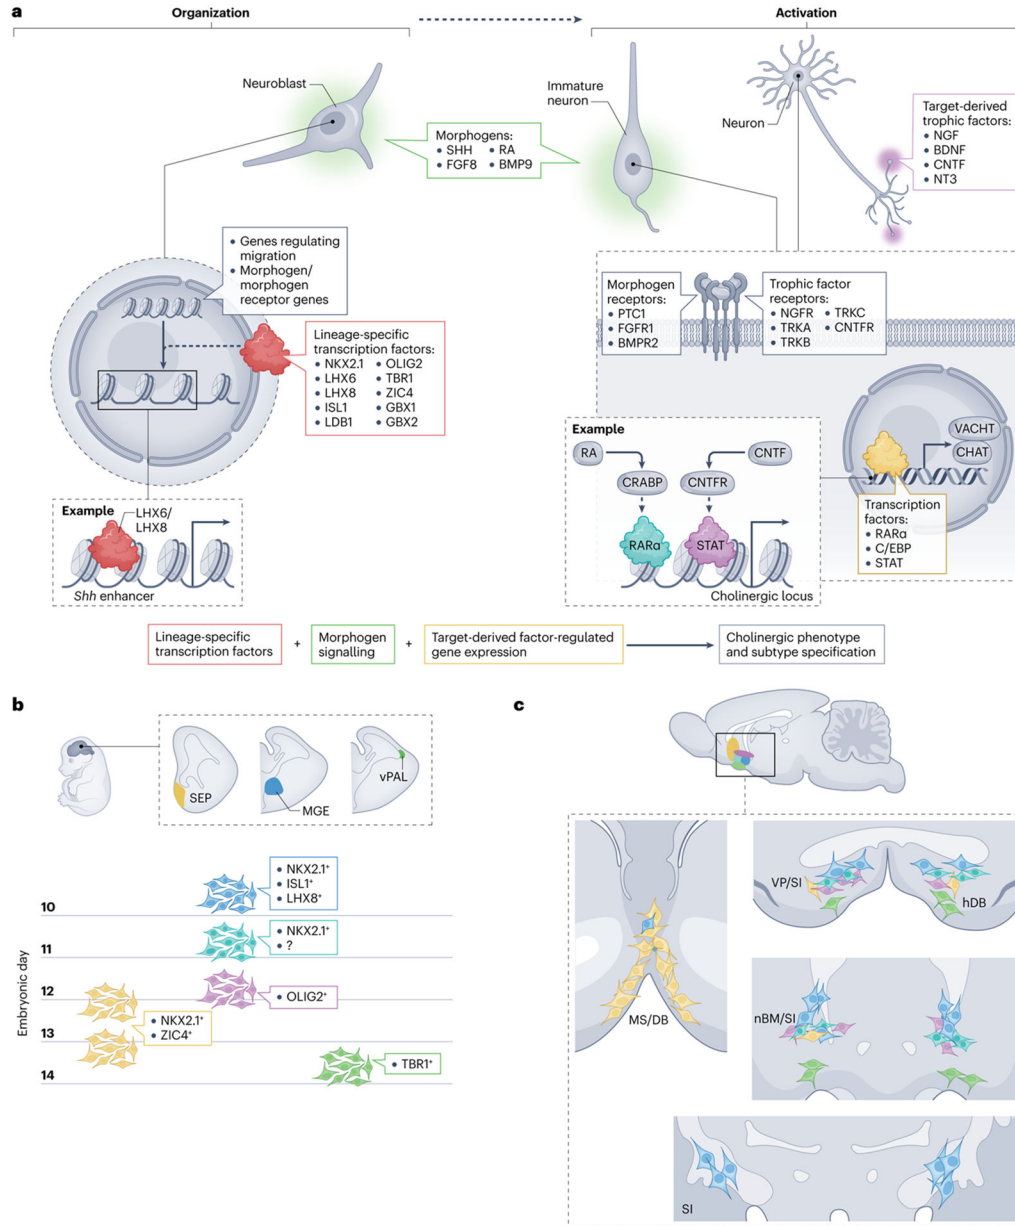 a
Organization
Activation
Neuroblast
Immature
neuron
Neuron
Morphogens:
• SHH • RA
• FGF8 • BMP9
Target-derived
trophic factors:
• NGF
• BDNF
• CNTF
• NT3
• Genes regulating
migration
• Morphogen/
morphogen
receptor genes
Lineage-specific
transcription factors:
• NKX2.1 • OLIG2
• LHX6 • TBR1
• LHX8 • ZIC4
• ISL1 • GBX1
• LDB1 • GBX2
Example
LHX6/
LHX8
Shh enhancer
Morphogen
receptors:
• PTC1
• FGFR1
• BMPR2
Trophic factor
receptors:
• NGFR • TRKC
• TRKA • CNTFR
• TRKB
Example
RA
CNTF
CRABP
CNTFR
RARα
STAT
Cholinergic locus
VACHT
CHAT
Transcription
factors:
• RARα
• C/EBP
• STAT
Lineage-specific
transcription factors
+
Morphogen
signalling
+
Target-derived factor-regulated
gene expression
Cholinergic phenotype
and subtype specification
b
SEP
MGE
vPAL
Embryonic day
10
• NKX2.1⁺
• ISL1⁺
• LHX8⁺
11
• NKX2.1⁺
• ?
12
• OLIG2⁺
13
• NKX2.1⁺
• ZIC4⁺
14
• TBR1⁺
c
MS/DB
VP/SI
hDB
nBM/SI
SI